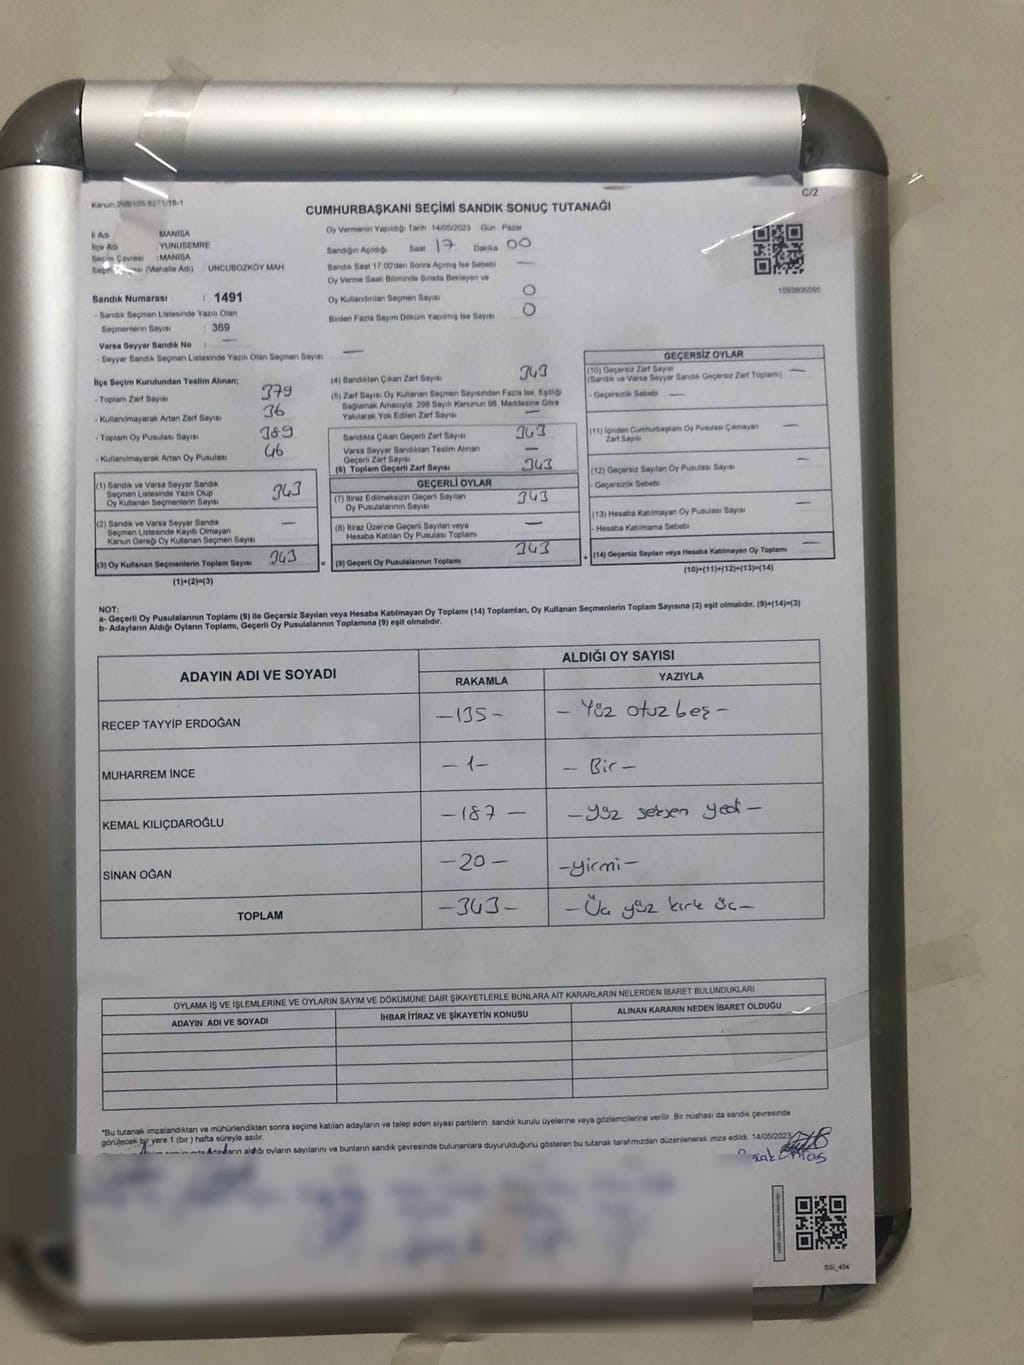 C/2
Kanun:298/105,6271/18-1
CUMHURBAŞKANI SEÇİMİ SANDIK SONUÇ TUTANAĞI
İl Adı : MANİSA
İlçe Adı : YUNUSEMRE
Seçim Çevresi : MANİSA
(Mahalle Adı) : UNCUBOZKÖY MAH
Sandık Numarası : 1491
- Sandık Seçmen Listesinde Yazılı Olan
Seçmenlerin Sayısı : 369
Varsa Seyyar Sandık No : —
- Seyyar Sandık Seçmen Listesinde Yazılı Olan Seçmen Sayısı —
Oy Vermenin Yapıldığı Tarih :14/05/2023 Gün : Pazar
Sandığın Açıldığı Saat 17 Dakika 00
Sandık Saat 17:00'den Sonra Açılmış İse Sebebi —
Oy Verme Saati Bitiminde Sırada Bekleyen ve
Oy Kullandırılan Seçmen Sayısı 0
Birden Fazla Sayım Döküm Yapılmış İse Sayısı 0
İlçe Seçim Kurulundan Teslim Alınan;
- Toplam Zarf Sayısı 379
- Kullanılmayarak Artan Zarf Sayısı 36
- Toplam Oy Pusulası Sayısı 389
- Kullanılmayarak Artan Oy Pusulası 46
(1) Sandık ve Varsa Seyyar Sandık
Seçmen Listesinde Yazılı Olup
Oy Kullanan Seçmenlerin Sayısı 343
(2) Sandık ve Varsa Seyyar Sandık
Seçmen Listesinde Kayıtlı Olmayan
Kanun Gereği Oy Kullanan Seçmen Sayısı —
(3) Oy Kullanan Seçmenlerin Toplam Sayısı 343
(1)+(2)=(3)
(4) Sandıktan Çıkan Zarf Sayısı 343
(5) Zarf Sayısı Oy Kullanan Seçmen Sayısından Fazla İse, Eşitliği
Sağlamak Amacıyla, 298 Sayılı Kanunun 98. Maddesine Göre
Yakılarak Yok Edilen Zarf Sayısı —
Sandıkta Çıkan Geçerli Zarf Sayısı 343
Varsa Seyyar Sandıktan Teslim Alınan
Geçerli Zarf Sayısı —
(6) Toplam Geçerli Zarf Sayısı 343
GEÇERLİ OYLAR
(7) İtiraz Edilmeksizin Geçerli Sayılan
Oy Pusulalarının Sayısı 343
(8) İtiraz Üzerine Geçerli Sayılan veya
Hesaba Katılan Oy Pusulası Toplamı —
= (9) Geçerli Oy Pusulalarının Toplamı 343
1093896095
GEÇERSİZ OYLAR
(10) Geçersiz Zarf Sayısı —
(Sandık ve Varsa Seyyar Sandık Geçersiz Zarf Toplamı)
- Geçersizlik Sebebi —
(11) İçinden Cumhurbaşkanı Oy Pusulası Çıkmayan
Zarf Sayısı —
(12) Geçersiz Sayılan Oy Pusulası Sayısı —
- Geçersizlik Sebebi
(13) Hesaba Katılmayan Oy Pusulası Sayısı —
- Hesaba Katılmama Sebebi
+ (14) Geçersiz Sayılan veya Hesaba Katılmayan Oy Toplamı —
(10)+(11)+(12)+(13)=(14)
NOT:
a- Geçerli Oy Pusulalarının Toplamı (9) ile Geçersiz Sayılan veya Hesaba Katılmayan Oy Toplamı (14) Toplamları, Oy Kullanan Seçmenlerin Toplam Sayısına (3) eşit olmalıdır. (9)+(14)=(3)
b- Adayların Aldığı Oyların Toplamı, Geçerli Oy Pusulalarının Toplamına (9) eşit olmalıdır.
ADAYIN ADI VE SOYADI
ALDIĞI OY SAYISI
RAKAMLA YAZIYLA
RECEP TAYYİP ERDOĞAN -135- - Yüz otuz beş -
MUHARREM İNCE -1- - Bir -
KEMAL KILIÇDAROĞLU -187- - yüz seksen yedi -
SİNAN OĞAN -20- - yirmi -
TOPLAM -343- - Üç yüz kırk üç -
OYLAMA İŞ VE İŞLEMLERİNE VE OYLARIN SAYIM VE DÖKÜMÜNE DAİR ŞİKAYETLERLE BUNLARA AİT KARARLARIN NELERDEN İBARET BULUNDUKLARI
ADAYIN ADI VE SOYADI İHBAR İTİRAZ VE ŞİKAYETİN KONUSU ALINAN KARARIN NEDEN İBARET OLDUĞU
*Bu tutanak imzalandıktan ve mühürlendikten sonra seçime katılan adayların ve talep eden siyasi partilerin. sandık kurulu üyelerine veya gözlemcilerine verilir. Bir nüshası da sandık çevresinde
görülecek bir yere 1 (bir ) hafta süreyle asılır.
aldığı oyların sayılarını ve bunların sandık çevresinde bulunanlara duyurulduğunu gösteren bu tutanak tarafımızdan düzenlenerek imza edildi. 14/05/2023
SSİ_404